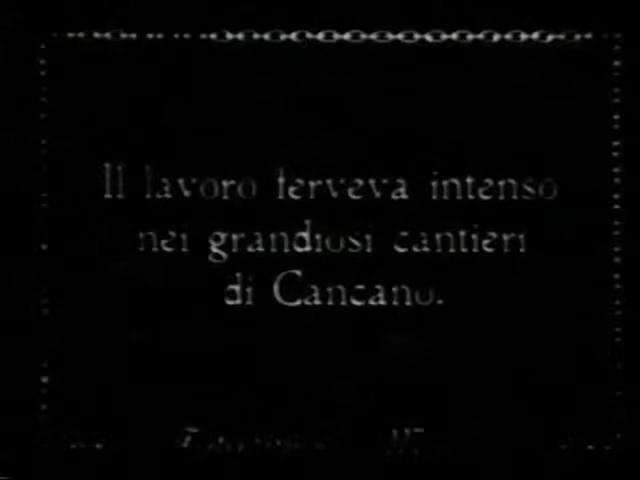 Il lavoro ferveva intenso
nei grandiosi cantieri
di Cancano.